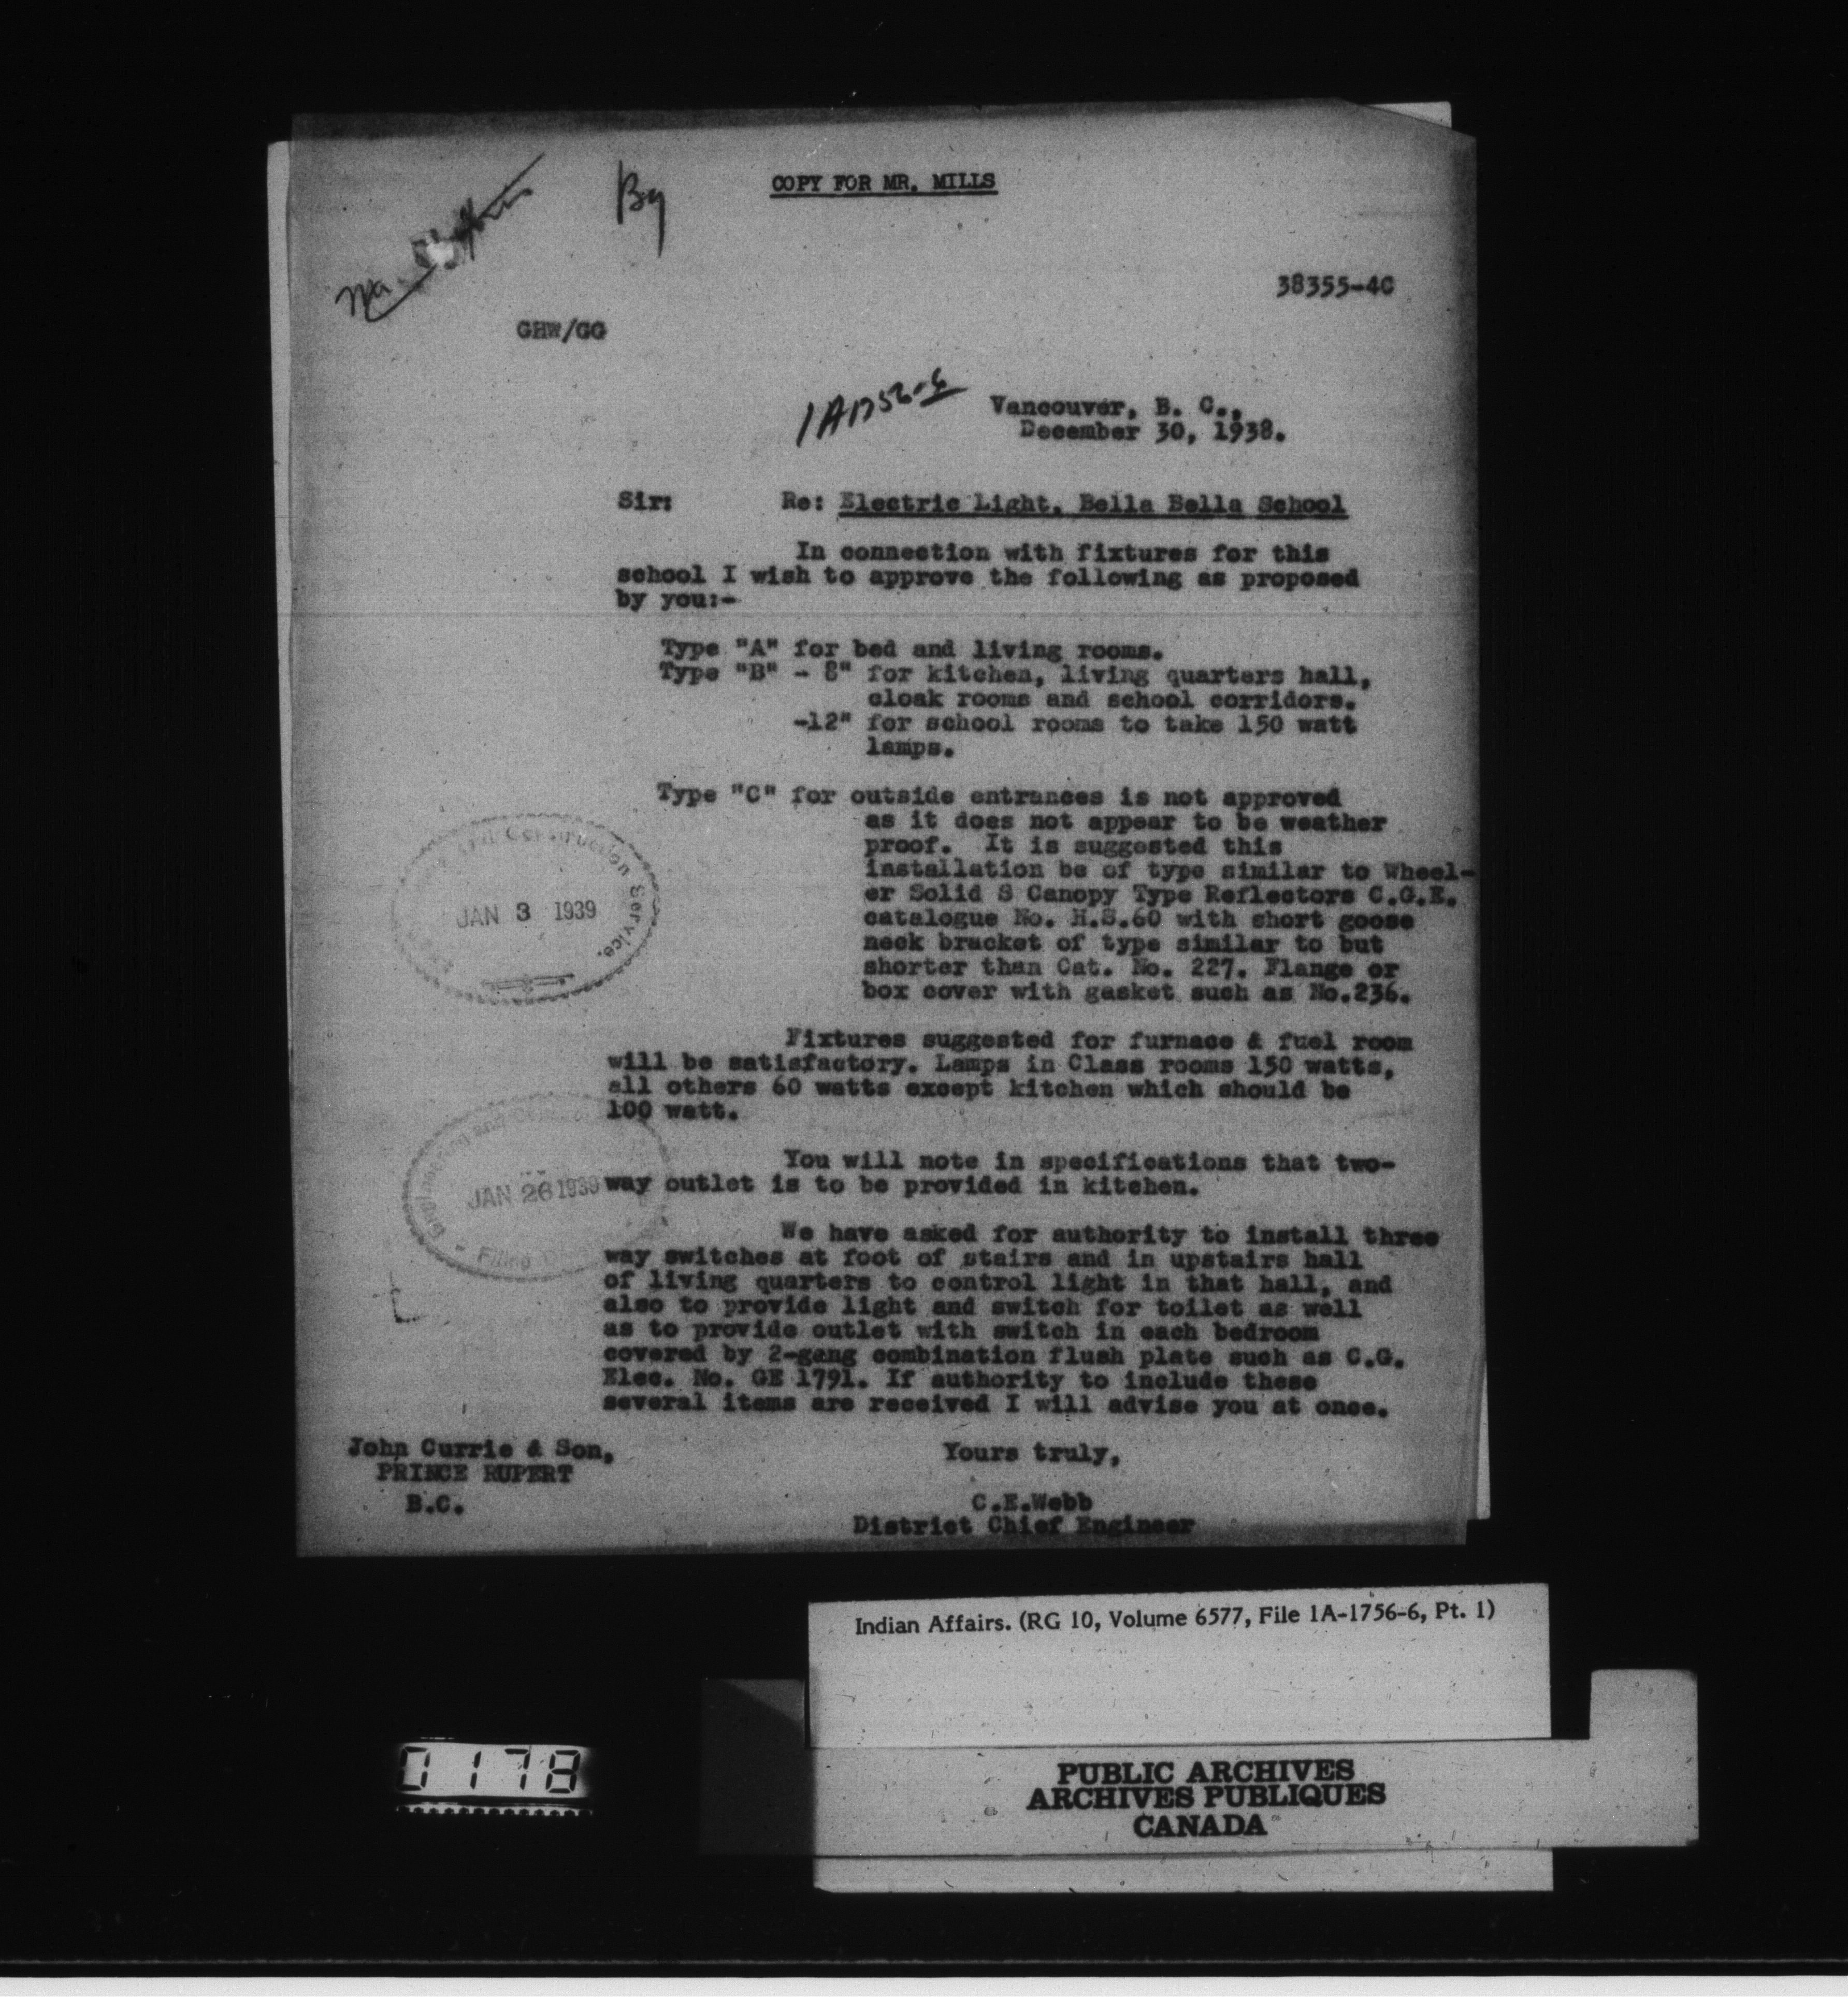 COPY FOR MR. MILLS
By
38355-4C
GHW/GG
1A1756-6
Vancouver, B. C.,
December 30, 1938.
Sir: Re: Electric Light, Bella Bella School
In connection with fixtures for this
school I wish to approve the following as proposed
by you:-
Type "A" for bed and living rooms.
Type "B" - 8" for kitchen, living quarters hall,
cloak rooms and school corridors.
-12" for school rooms to take 150 watt
lamps.
Type "C" for outside entrances is not approved
as it does not appear to be weather
proof. It is suggested this
installation be of type similar to Wheel-
er Solid S Canopy Type Reflectors C.G.E.
catalogue No. H.S.60 with short goose
neck bracket of type similar to but
shorter than Cat. No. 227. Flange or
box cover with gasket such as No.236.
and Construction Service.
JAN 3 1939
Fixtures suggested for furnace & fuel room
will be satisfactory. Lamps in Class rooms 150 watts,
all others 60 watts except kitchen which should be
100 watt.
You will note in specifications that two-
way outlet is to be provided in kitchen.
Engineering and
JAN 26 1939
Filing
We have asked for authority to install three
way switches at foot of stairs and in upstairs hall
of living quarters to control light in that hall, and
also to provide light and switch for toilet as well
as to provide outlet with switch in each bedroom
covered by 2-gang combination flush plate such as C.G.
Elec. No. GE 1791. If authority to include these
several items are received I will advise you at once.
John Currie & Son,
PRINCE RUPERT
B.C.
Yours truly,
C.E.Webb
District Chief Engineer
Indian Affairs. (RG 10, Volume 6577, File 1A-1756-6, Pt. 1)
0178
PUBLIC ARCHIVES
ARCHIVES PUBLIQUES
CANADA